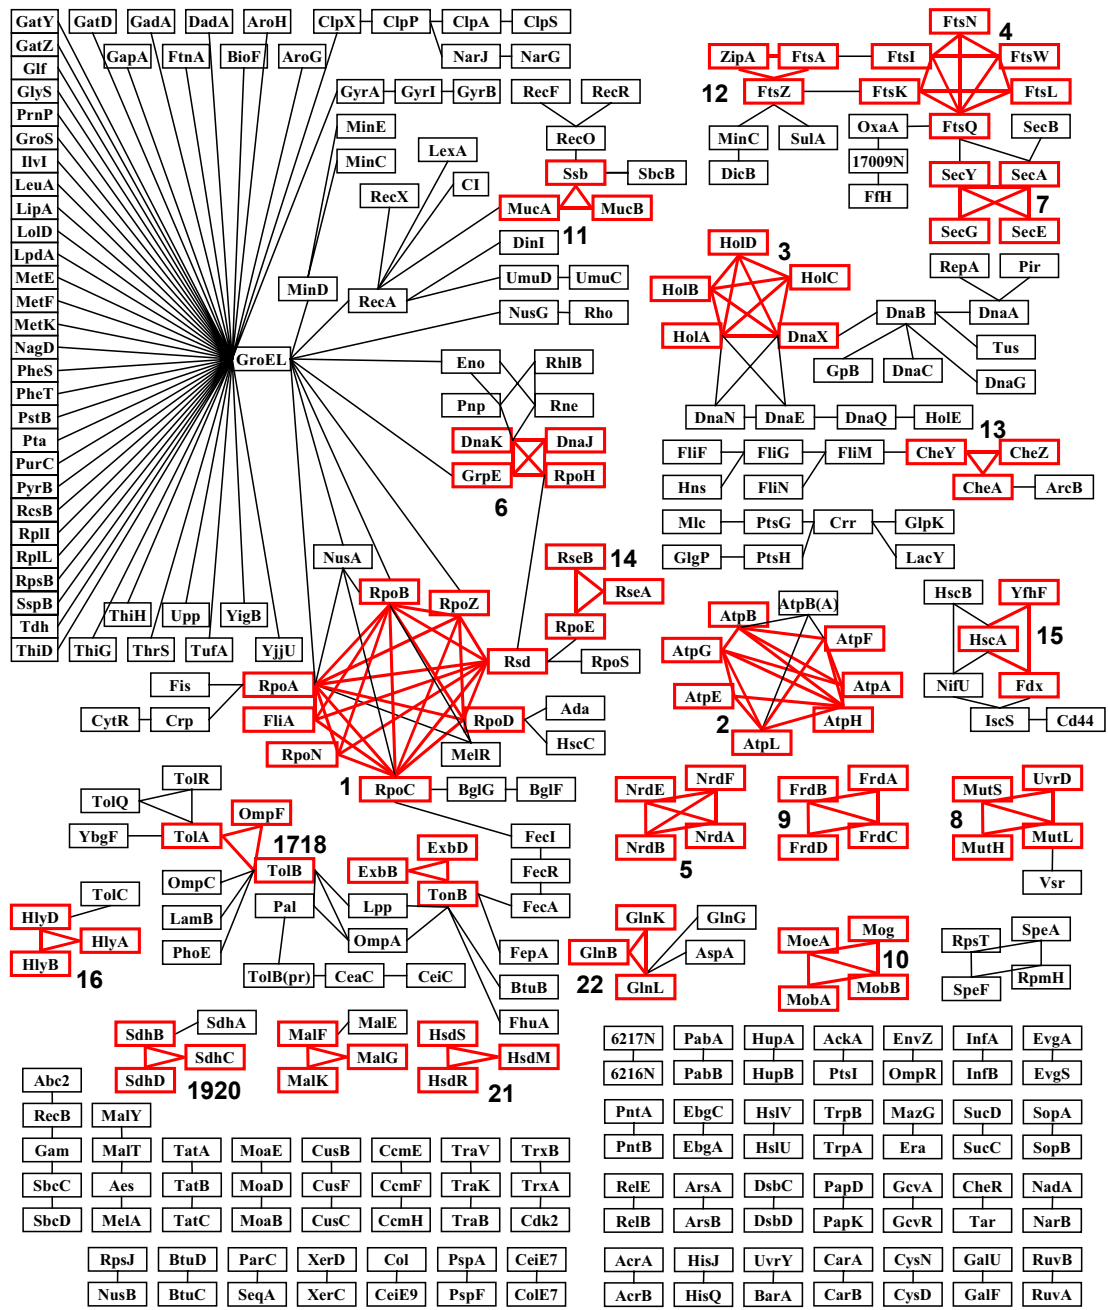 GatY GatD GadA DadA AroH ClpX ClpP ClpA ClpS FtsN 4
GatZ GapA FtnA BioF AroG NarJ NarG ZipA FtsA FtsI FtsW
Glf
GlyS GyrA GyrI GyrB RecF RecR 12 FtsZ FtsK FtsL
PrnP MinE OxaA FtsQ SecB
GroS RecO MinC SulA
IlvI MinC LexA 17009N
LeuA CI Ssb SbcB DicB SecY SecA
LipA RecX MucA MucB FfH 7
LolD 11 SecG SecE
LpdA DinI HolD 3
MetE MinD UmuD UmuC HolB HolC RepA Pir
MetF RecA
MetK NusG Rho DnaB DnaA
NagD HolA DnaX Tus
PheS GroEL Eno RhlB GpB DnaC
PheT DnaG
PstB Pnp Rne DnaN DnaE DnaQ HolE
Pta DnaK DnaJ 13
PurC FliF FliG FliM CheY CheZ
PyrB GrpE RpoH Hns FliN CheA ArcB
RcsB 6
RplI Mlc PtsG Crr GlpK
RplL NusA RseB 14 GlgP PtsH LacY
RpsB
SspB RpoB RpoZ RseA AtpB AtpB(A) HscB YfhF
Tdh ThiH Upp YigB RpoE AtpF HscA 15
ThiD ThiG ThrS TufA YjjU Rsd RpoS AtpG
Fis RpoA AtpE AtpA NifU Fdx
CytR Crp FliA RpoD Ada 2 AtpH IscS Cd44
RpoN MelR HscC AtpL
1 RpoC BglG BglF NrdE NrdF FrdB FrdA MutS UvrD
TolR
TolQ OmpF 9 8
YbgF TolA FecI NrdB NrdA FrdD FrdC MutH MutL
1718 ExbD 5
OmpC TolB ExbB FecR Vsr
TolC TonB
HlyD LamB Pal Lpp FecA GlnK GlnG
HlyA MoeA Mog SpeA
HlyB PhoE OmpA FepA GlnB AspA RpsT
16 10
TolB(pr) CeaC CeiC BtuB 22 GlnL MobA MobB SpeF RpmH
FhuA
SdhB SdhA MalF MalE HsdS 6217N PabA HupA AckA EnvZ InfA EvgA
SdhC MalG HsdM
SdhD MalK HsdR 6216N PabB HupB PtsI OmpR InfB EvgS
Abc2 1920 21
RecB MalY PntA EbgC HslV TrpB MazG SucD SopA
Gam MalT TatA MoaE CusB CcmE TraV TrxB PntB EbgA HslU TrpA Era SucC SopB
SbcC Aes TatB MoaD CusF CcmF TraK TrxA RelE ArsA DsbC PapD GcvA CheR NadA
SbcD MelA TatC MoaB CusC CcmH TraB Cdk2 RelB ArsB DsbD PapK GcvR Tar NarB
RpsJ BtuD ParC XerD Col PspA CeiE7 AcrA HisJ UvrY CarA CysN GalU RuvB
NusB BtuC SeqA XerC CeiE9 PspF ColE7 AcrB HisQ BarA CarB CysD GalF RuvA